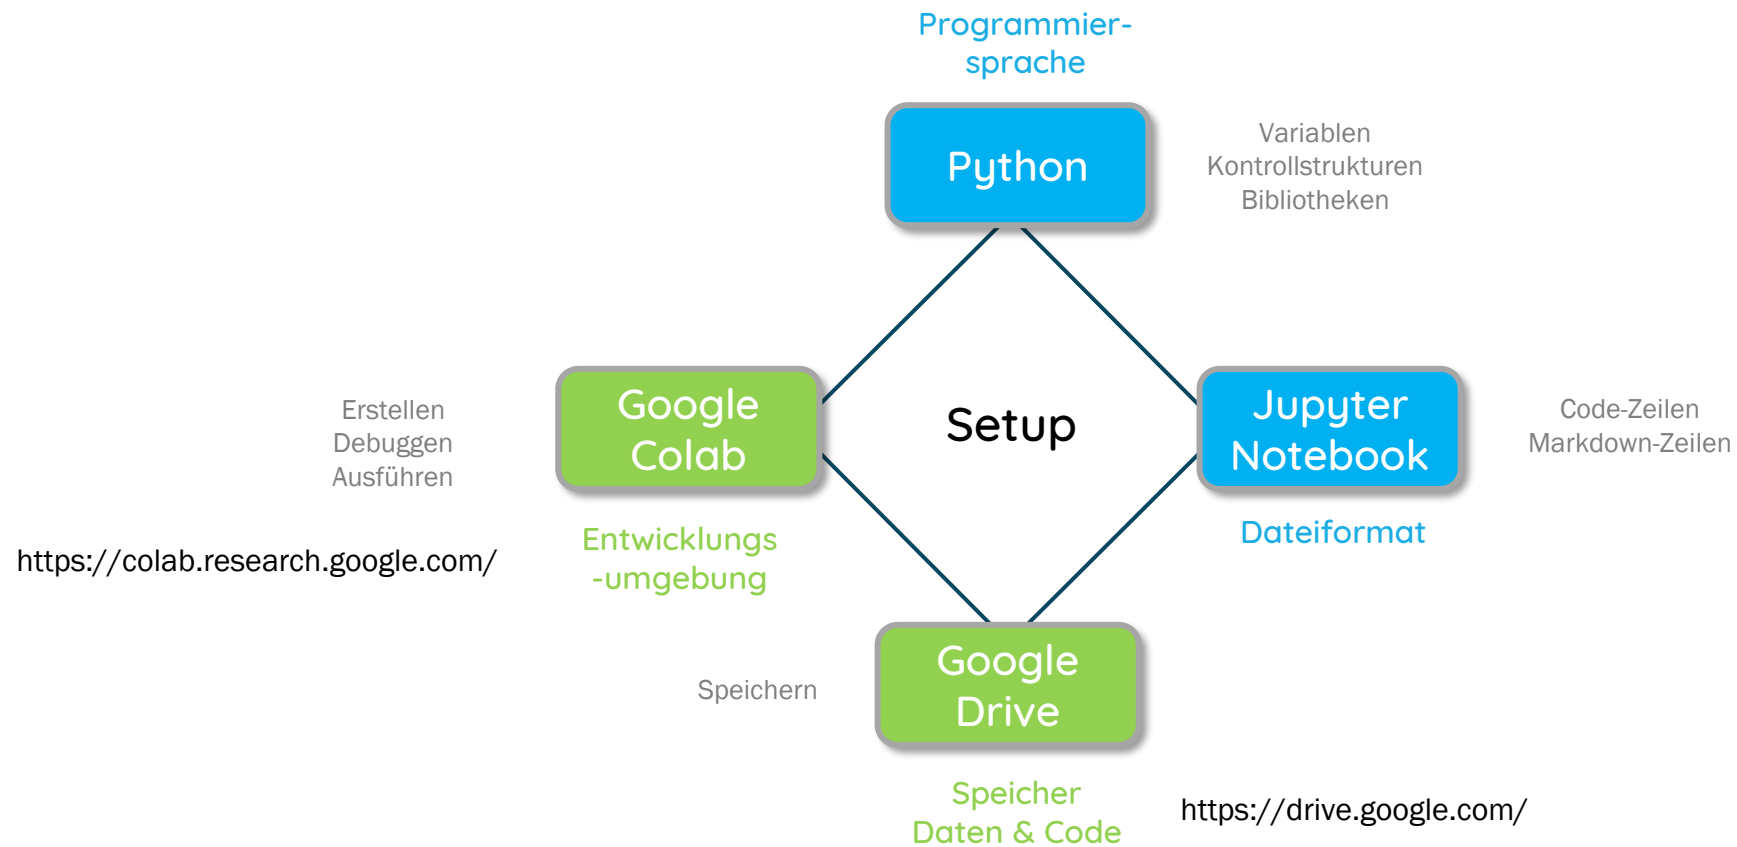 Programmier-
sprache
Python
Variablen
Kontrollstrukturen
Bibliotheken
Google
Colab
Erstellen
Debuggen
Ausführen
Entwicklungs
-umgebung
https://colab.research.google.com/
Setup
Jupyter
Notebook
Code-Zeilen
Markdown-Zeilen
Dateiformat
Google
Drive
Speichern
Speicher
Daten & Code
https://drive.google.com/